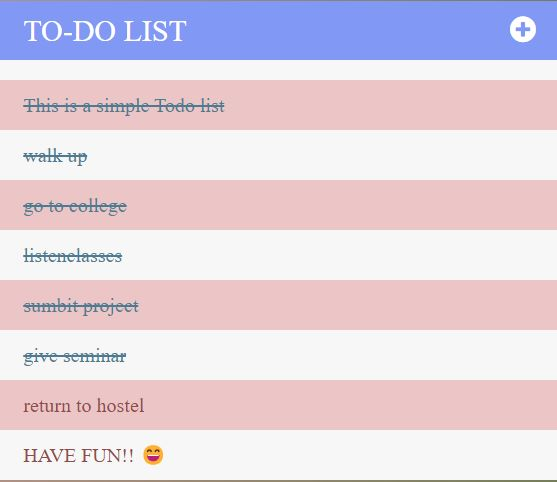 TO-DO LIST
This is a simple Todo list
walk up
go to college
listenclasses
sumbit project
give seminar
return to hostel
HAVE FUN!! 😄